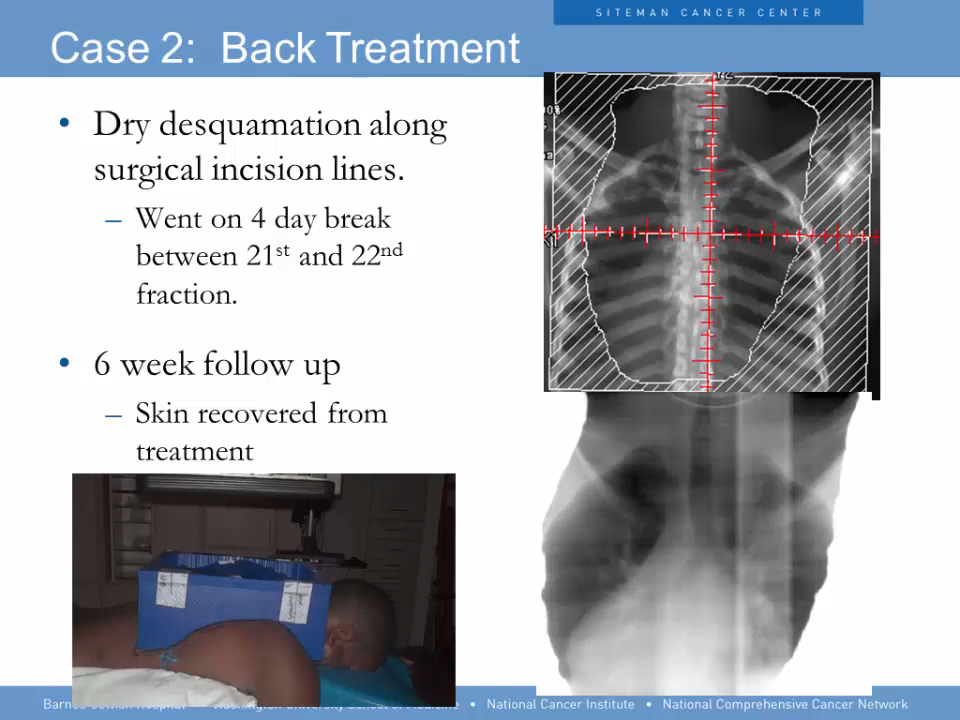 SITEMAN CANCER CENTER
Case 2: Back Treatment
• Dry desquamation along
surgical incision lines.
– Went on 4 day break
between 21st and 22nd
fraction.
• 6 week follow up
– Skin recovered from
treatment
• National Cancer Institute • National Comprehensive Cancer Network